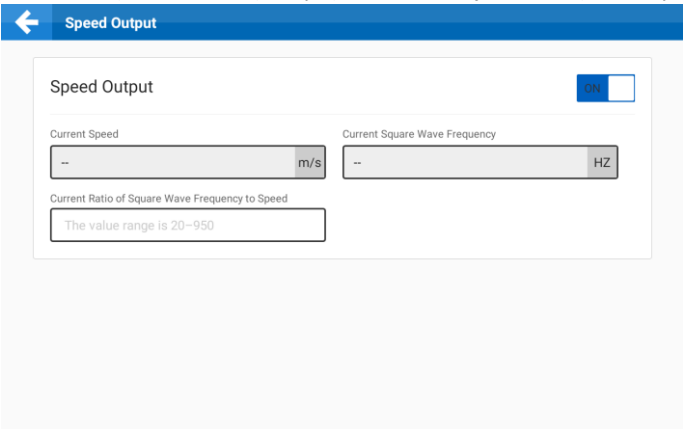 Speed Output
Speed Output
ON
Current Speed
Current Square Wave Frequency
-- m/s
-- HZ
Current Ratio of Square Wave Frequency to Speed
The value range is 20–950